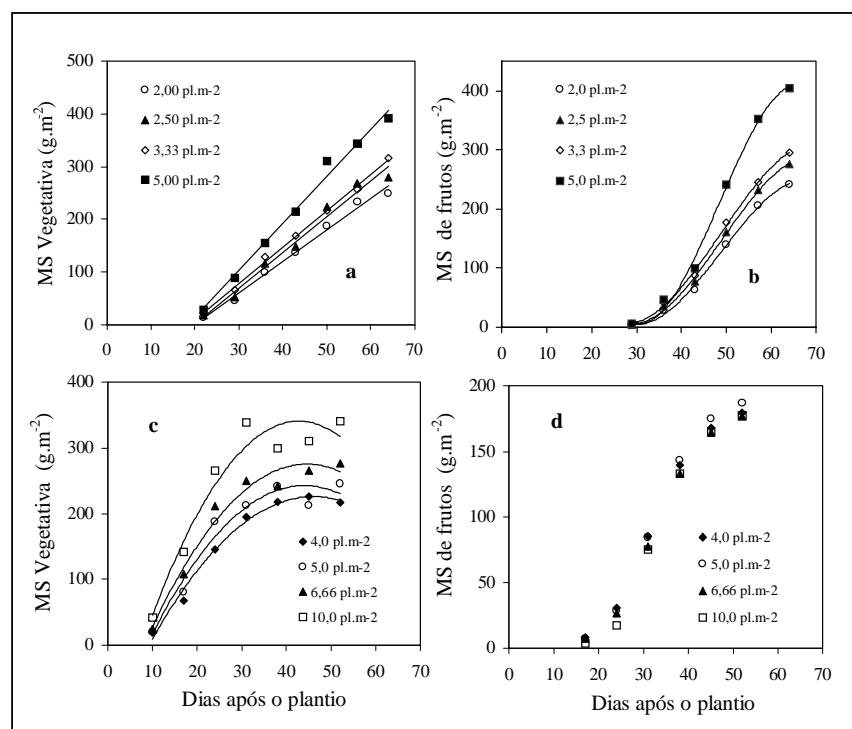 MS Vegetativa (g.m-2)
500
400
300
200
100
0
0 10 20 30 40 50 60 70
2,00 pl.m-2
2,50 pl.m-2
3,33 pl.m-2
5,00 pl.m-2
a
MS de frutos (g.m-2)
400
300
200
100
0
0 10 20 30 40 50 60 70
2,0 pl.m-2
2,5 pl.m-2
3,3 pl.m-2
5,0 pl.m-2
b
MS Vegetativa (g.m-2)
400
300
200
100
0
0 10 20 30 40 50 60 70
c
4,0 pl.m-2
5,0 pl.m-2
6,66 pl.m-2
10,0 pl.m-2
Dias após o plantio
MS de frutos (g.m-2)
200
150
100
50
0
0 10 20 30 40 50 60 70
d
4,0 pl.m-2
5,0 pl.m-2
6,66 pl.m-2
10,0 pl.m-2
Dias após o plantio